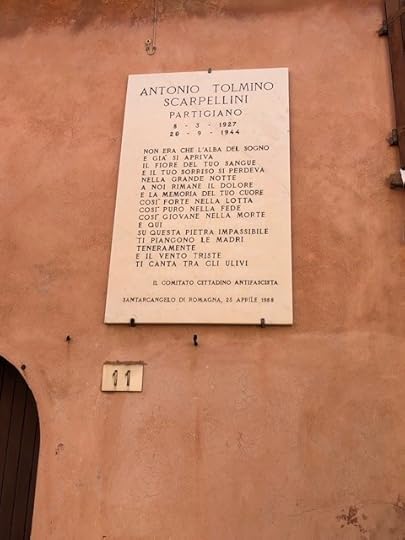 ANTONIO TOLMINO
SCARPELLINI
PARTIGIANO
8 - 3 - 1927
26 - 9 - 1944
NON ERA CHE L'ALBA DEL SOGNO
E GIA' SI APRIVA
IL FIORE DEL TUO SANGUE
E IL TUO SORRISO SI PERDEVA
NELLA GRANDE NOTTE
A NOI RIMANE IL DOLORE
E LA MEMORIA DEL TUO CUORE
COSI' FORTE NELLA LOTTA
COSI' PURO NELLA FEDE
COSI' GIOVANE NELLA MORTE
E QUI
SU QUESTA PIETRA IMPASSIBILE
TI PIANGONO LE MADRI
TENERAMENTE
E IL VENTO TRISTE
TI CANTA TRA GLI ULIVI
IL COMITATO CITTADINO ANTIFASCISTA
SANTARCANGELO DI ROMAGNA, 25 APRILE 1988
11